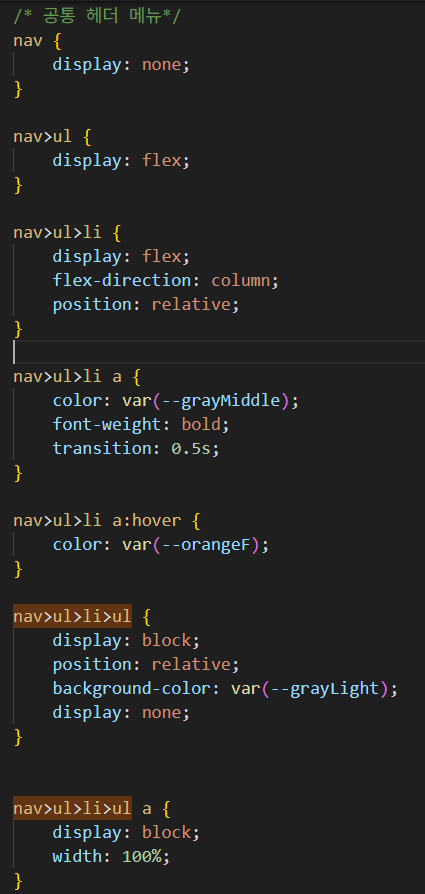 /* 공통 헤더 메뉴*/
nav {
    display: none;
}

nav>ul {
    display: flex;
}

nav>ul>li {
    display: flex;
    flex-direction: column;
    position: relative;
}

nav>ul>li a {
    color: var(--grayMiddle);
    font-weight: bold;
    transition: 0.5s;
}

nav>ul>li a:hover {
    color: var(--orangeF);
}

nav>ul>li>ul {
    display: block;
    position: relative;
    background-color: var(--grayLight);
    display: none;
}


nav>ul>li>ul a {
    display: block;
    width: 100%;
}